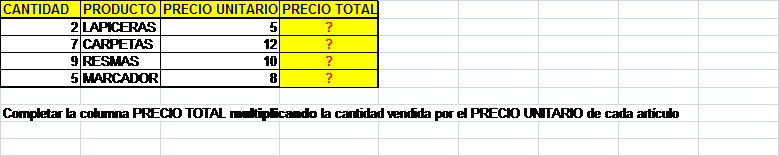 CANTIDAD PRODUCTO PRECIO UNITARIO PRECIO TOTAL
2 LAPICERAS 5 ?
7 CARPETAS 12 ?
9 RESMAS 10 ?
5 MARCADOR 8 ?
Completar la columna PRECIO TOTAL multiplicando la cantidad vendida por el PRECIO UNITARIO de cada artículo